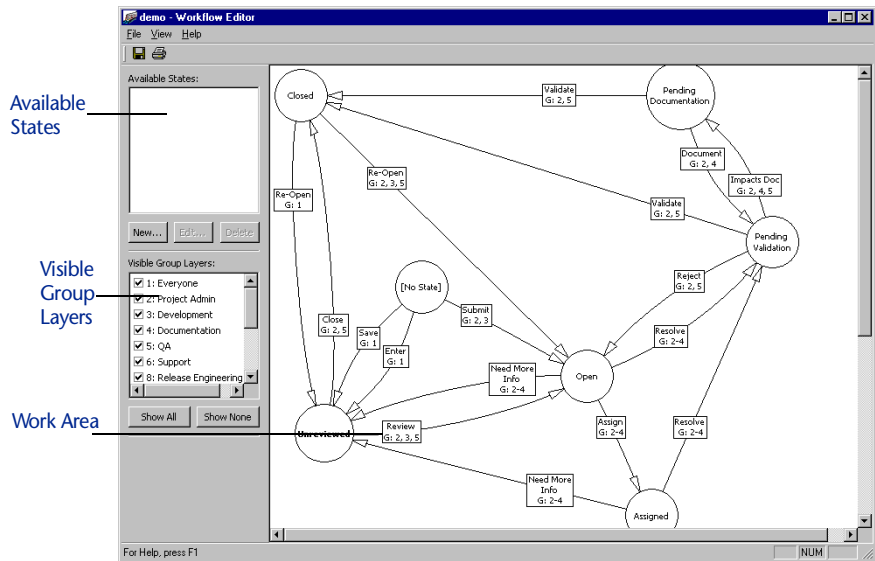 demo - Workflow Editor
File View Help
Available States:
Available
States
New... Edit... Delete
Visible Group Layers:
1: Everyone
2: Project Admin
3: Development
4: Documentation
5: QA
6: Support
8: Release Engineering
Visible
Group
Layers
Show All Show None
Work Area
Closed
Validate
G: 2, 5
Pending
Documentation
Document
G: 2, 4
Impacts Doc
G: 2, 4, 5
Re-Open
G: 1
Re-Open
G: 2, 3, 5
Validate
G: 2, 5
Pending
Validation
[No State]
Reject
G: 2, 5
Close
G: 2, 5
Save
G: 1
Enter
G: 1
Submit
G: 2, 3
Resolve
G: 2-4
Need More
Info
G: 2-4
Open
Unreviewed
Review
G: 2, 3, 5
Assign
G: 2-4
Resolve
G: 2-4
Need More
Info
G: 2-4
Assigned
For Help, press F1
NUM